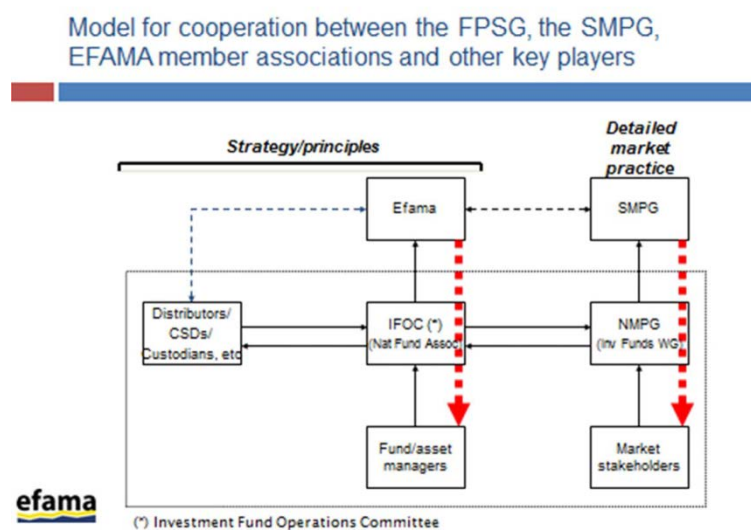 Model for cooperation between the FPSG, the SMPG,
EFAMA member associations and other key players
Strategy/principles
Detailed
market
practice
Efama
SMPG
Distributors/
CSDs/
Custodians, etc
IFOC (*)
(Nat Fund Assoc)
NMPG
(Inv Funds WG)
Fund/asset
managers
Market
stakeholders
efama
(*) Investment Fund Operations Committee